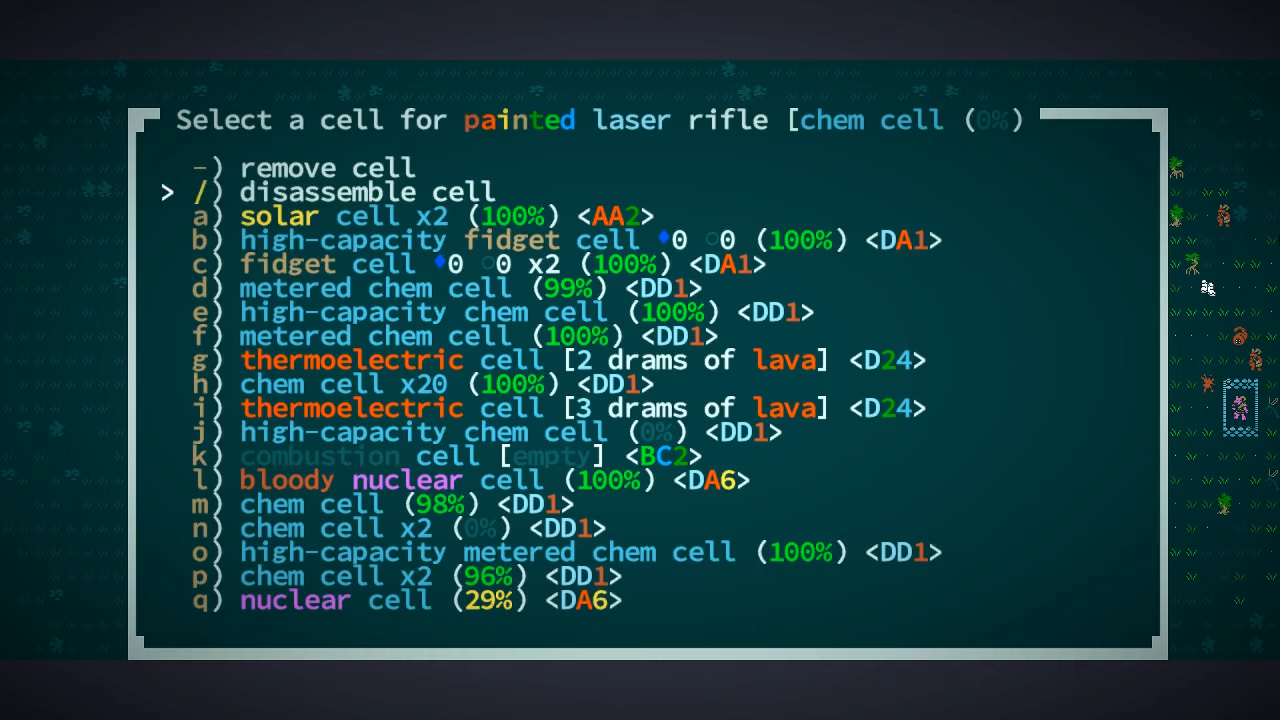 Select a cell for painted laser rifle [chem cell (0%)
-) remove cell
> /) disassemble cell
a) solar cell x2 (100%) <AA2>
b) high-capacity fidget cell ♦0 ○0 (100%) <DA1>
c) fidget cell ♦0 ○0 x2 (100%) <DA1>
d) metered chem cell (99%) <DD1>
e) high-capacity chem cell (100%) <DD1>
f) metered chem cell (100%) <DD1>
g) thermoelectric cell [2 drams of lava] <D24>
h) chem cell x20 (100%) <DD1>
i) thermoelectric cell [3 drams of lava] <D24>
j) high-capacity chem cell (0%) <DD1>
k) combustion cell [empty] <BC2>
l) bloody nuclear cell (100%) <DA6>
m) chem cell (98%) <DD1>
n) chem cell x2 (0%) <DD1>
o) high-capacity metered chem cell (100%) <DD1>
p) chem cell x2 (96%) <DD1>
q) nuclear cell (29%) <DA6>